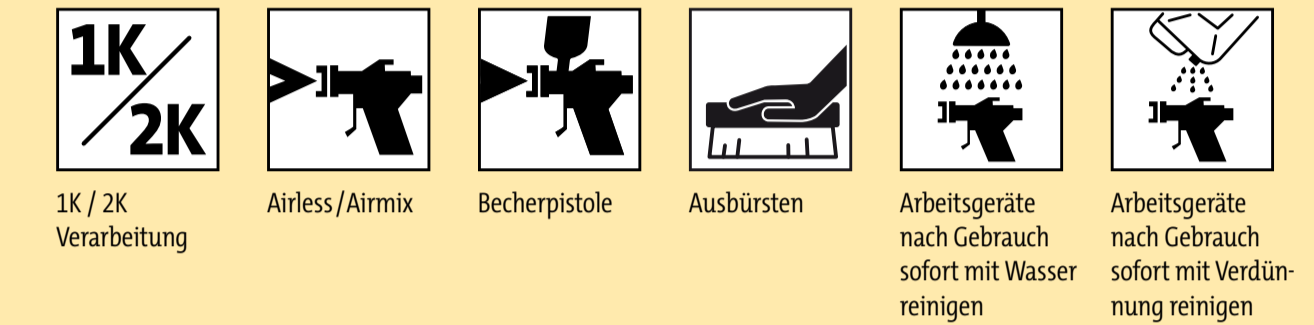 1K
2K
1K / 2K
Verarbeitung
Airless / Airmix
Becherpistole
Ausbürsten
Arbeitsgeräte
nach Gebrauch
sofort mit Wasser
reinigen
Arbeitsgeräte
nach Gebrauch
sofort mit Verdün-
nung reinigen